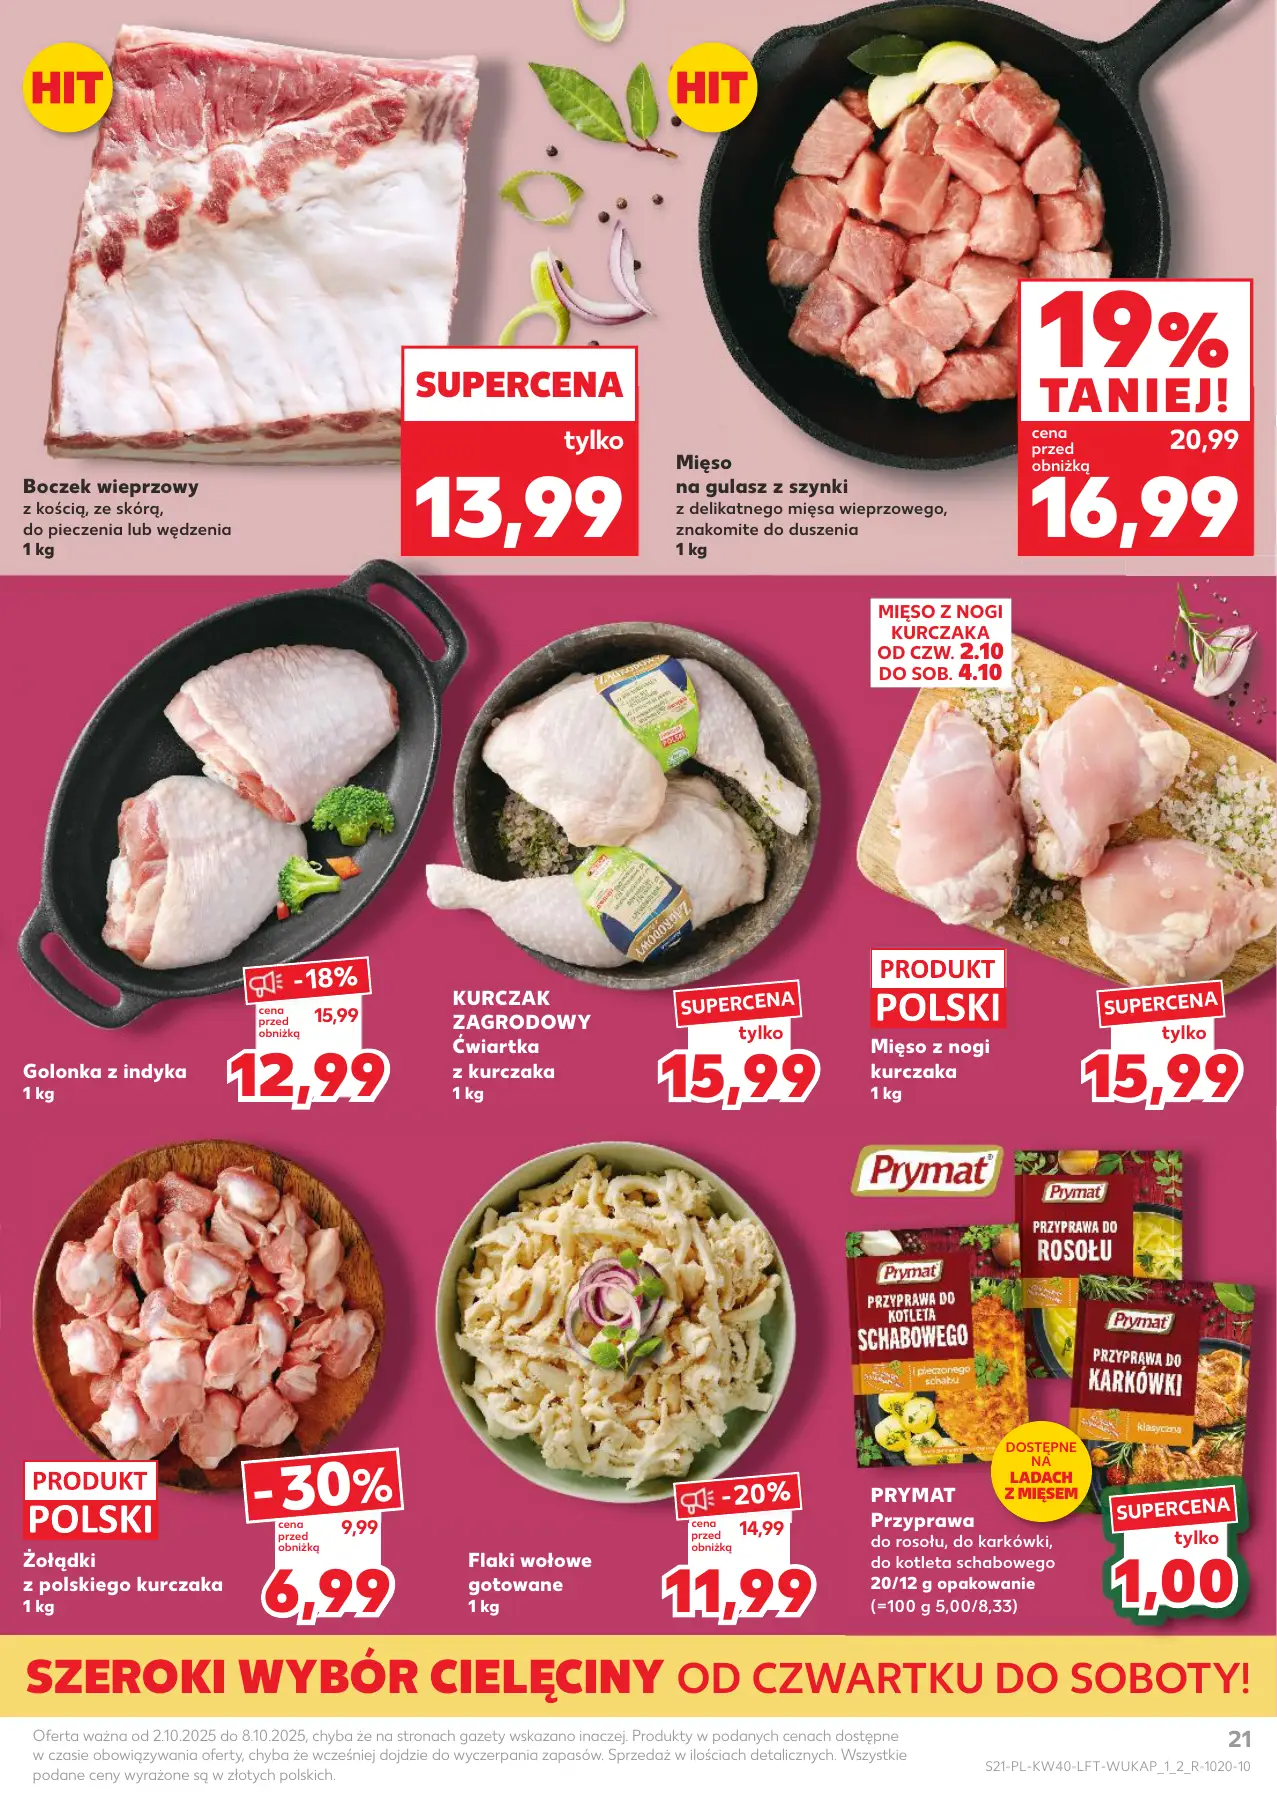 HIT
HIT
SUPERCENA
tylko
13,99
Boczek wieprzowy
z kością, ze skórą,
do pieczenia lub wędzenia
1 kg
19%
TANIEJ!
cena
przed
obniżką
20,99
16,99
Mięso
na gulasz z szynki
z delikatnego mięsa wieprzowego,
znakomite do duszenia
1 kg
MIĘSO Z NOGI
KURCZAKA
OD CZW. 2.10
DO SOB. 4.10
-18%
cena
przed
obniżką
15,99
12,99
Golonka z indyka
1 kg
KURCZAK
ZAGRODOWY
Ćwiartka
z kurczaka
1 kg
SUPERCENA
tylko
15,99
PRODUKT
POLSKI
Mięso z nogi
kurczaka
1 kg
SUPERCENA
tylko
15,99
PRODUKT
POLSKI
Żołądki
z polskiego kurczaka
1 kg
-30%
cena
przed
obniżką
9,99
6,99
Flaki wołowe
gotowane
1 kg
-20%
cena
przed
obniżką
14,99
11,99
Prymat
Prymat
PRZYPRAWA DO
ROSOŁU
Prymat
PRZYPRAWA DO
KOTLETA
SCHABOWEGO
i pieczonego
schabu
Prymat
PRZYPRAWA DO
KARKÓWKI
klasyczna
DOSTĘPNE
NA
LADACH
Z MIĘSEM
PRYMAT
Przyprawa
do rosołu, do karkówki,
do kotleta schabowego
20/12 g opakowanie
(=100 g 5,00/8,33)
SUPERCENA
tylko
1,00
SZEROKI WYBÓR CIELĘCINY OD CZWARTKU DO SOBOTY!
Oferta ważna od 2.10.2025 do 8.10.2025, chyba że na stronach gazety wskazano inaczej. Produkty w podanych cenach dostępne
w czasie obowiązywania oferty, chyba że wcześniej dojdzie do wyczerpania zapasów. Sprzedaż w ilościach detalicznych. Wszystkie
podane ceny wyrażone są w złotych polskich.
21
S21-PL-KW40-LFT-WUKAP_1_2_R-1020-10